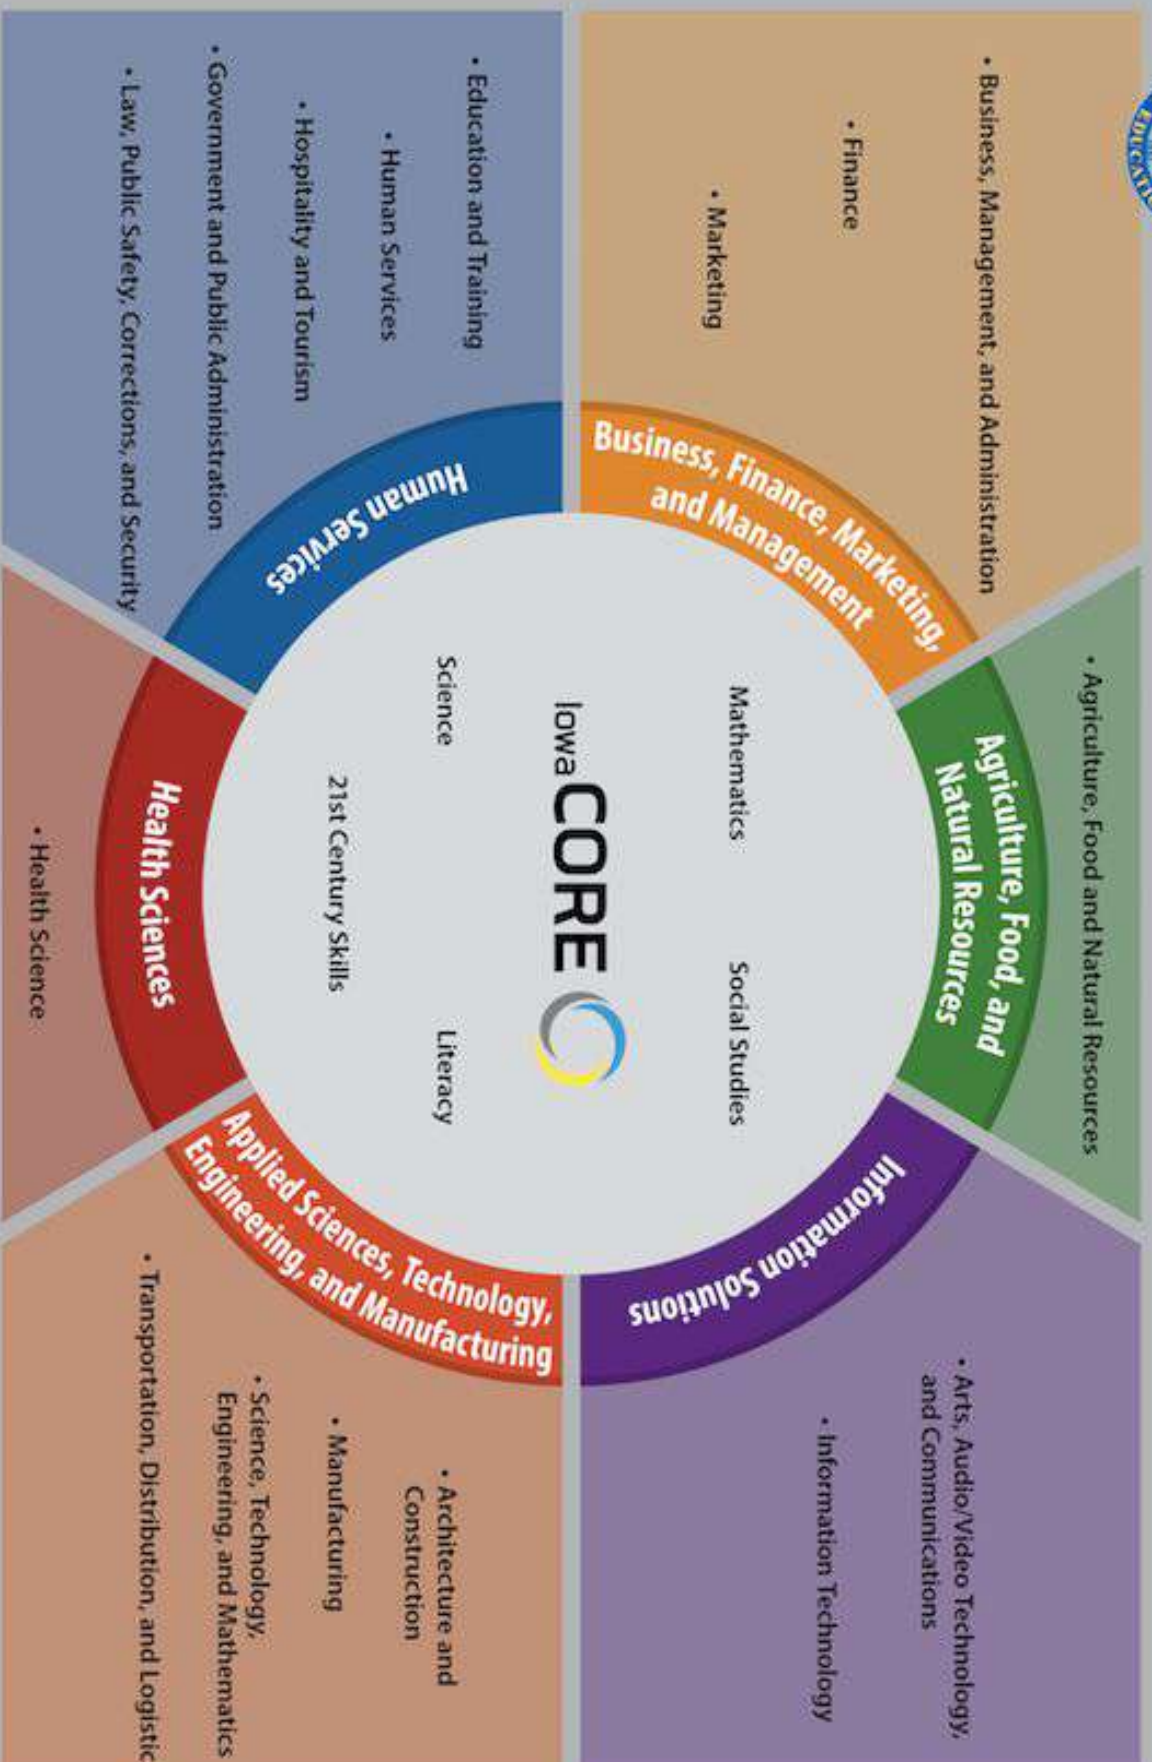 EDUCATI
• Agriculture, Food and Natural Resources
Agriculture, Food, and
Natural Resources
• Business, Management, and Administration
• Finance
• Marketing
Business, Finance, Marketing,
and Management
Information Solutions
• Arts, Audio/Video Technology,
and Communications
• Information Technology
Mathematics
Social Studies
Iowa CORE
Science
Literacy
21st Century Skills
Human Services
• Education and Training
• Human Services
• Hospitality and Tourism
• Government and Public Administration
• Law, Public Safety, Corrections, and Security
Applied Sciences, Technology,
Engineering, and Manufacturing
• Architecture and
Construction
• Manufacturing
• Science, Technology,
Engineering, and Mathematics
• Transportation, Distribution, and Logistic
Health Sciences
• Health Science